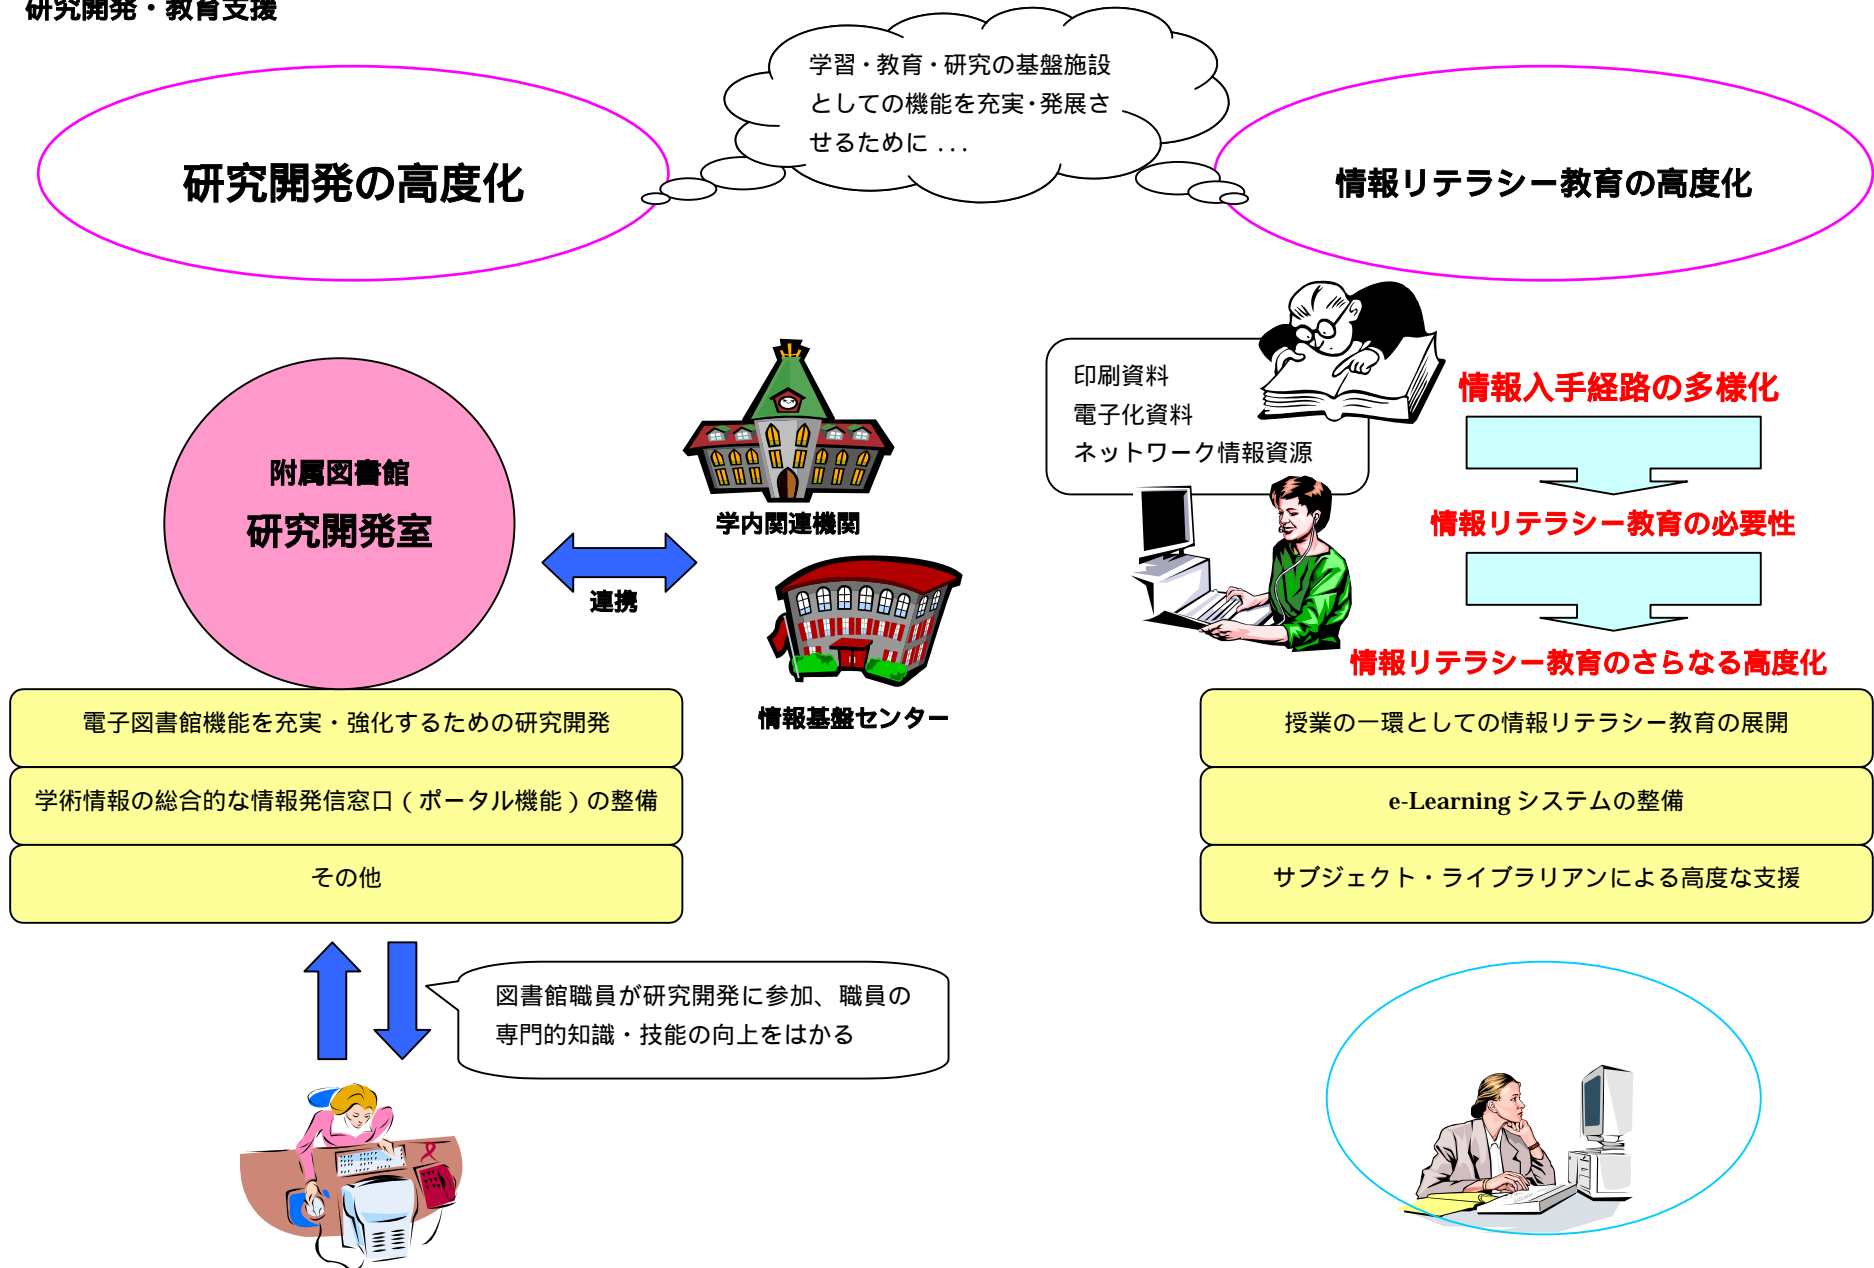 研究開発・教育支援
学習・教育・研究の基盤施設
としての機能を充実・発展さ
せるために...
研究開発の高度化
情報リテラシー教育の高度化
附属図書館
研究開発室
連携
学内関連機関
情報基盤センター
電子図書館機能を充実・強化するための研究開発
学術情報の総合的な情報発信窓口（ポータル機能）の整備
その他
図書館職員が研究開発に参加、職員の
専門的知識・技能の向上をはかる
印刷資料
電子化資料
ネットワーク情報資源
情報入手経路の多様化
情報リテラシー教育の必要性
情報リテラシー教育のさらなる高度化
授業の一環としての情報リテラシー教育の展開
e-Learning システムの整備
サブジェクト・ライブラリアンによる高度な支援